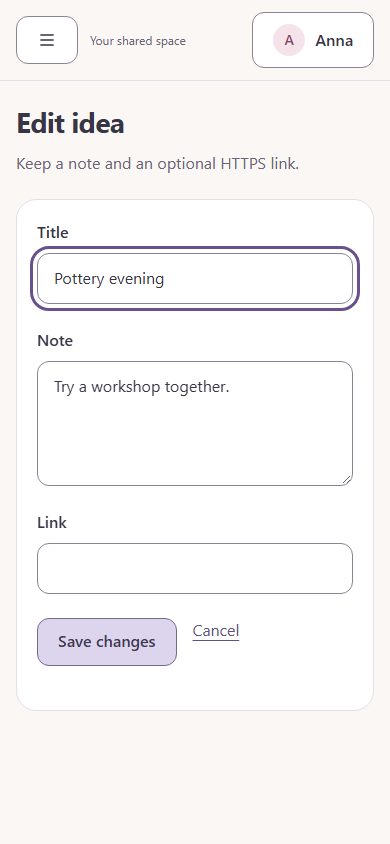 Your shared space
A
Anna
Edit idea
Keep a note and an optional HTTPS link.
Title
Pottery evening
Note
Try a workshop together.
Link
Save changes
Cancel